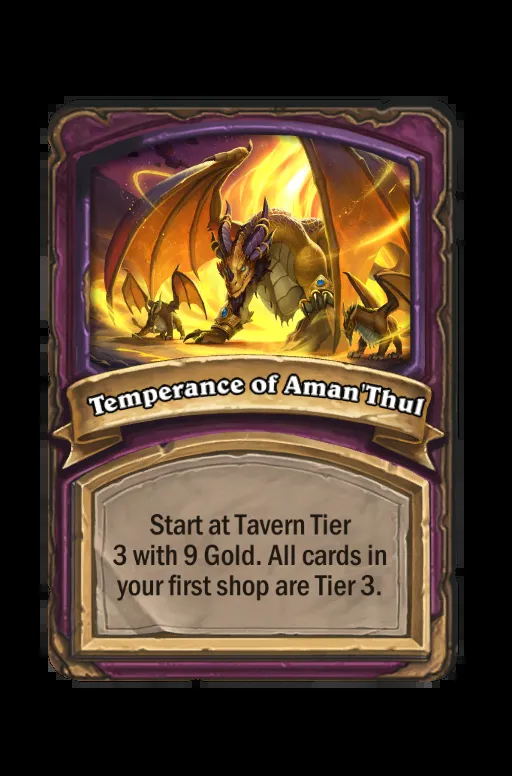 Temperance of Aman'Thul
Start at Tavern Tier
3 with 9 Gold. All cards in
your first shop are Tier 3.